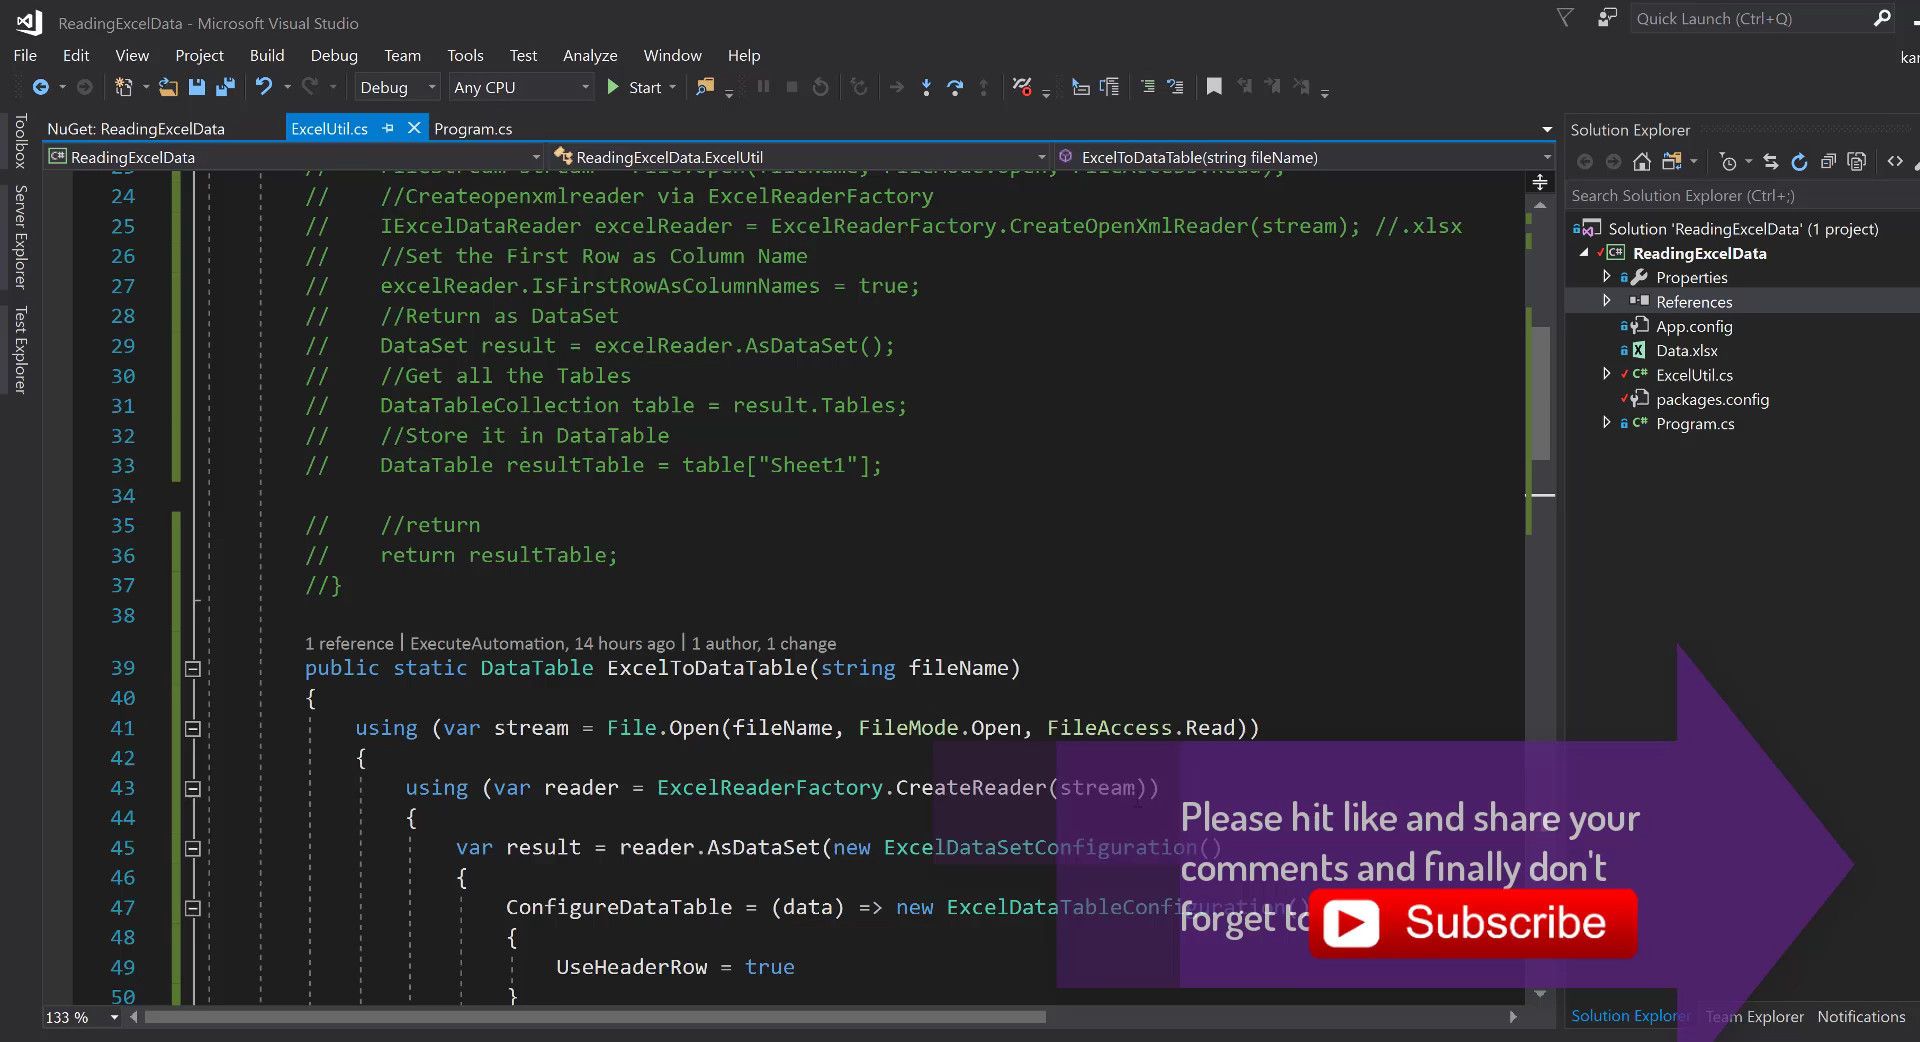 ReadingExcelData - Microsoft Visual Studio
Quick Launch (Ctrl+Q)
File Edit View Project Build Debug Team Tools Test Analyze Window Help
Debug Any CPU Start
Toolbox
Server Explorer
Test Explorer
NuGet: ReadingExcelData ExcelUtil.cs Program.cs
C# ReadingExcelData ReadingExcelData.ExcelUtil ExcelToDataTable(string fileName)
24 // //Createopenxmlreader via ExcelReaderFactory
25 // IExcelDataReader excelReader = ExcelReaderFactory.CreateOpenXmlReader(stream); //.xlsx
26 // //Set the First Row as Column Name
27 // excelReader.IsFirstRowAsColumnNames = true;
28 // //Return as DataSet
29 // DataSet result = excelReader.AsDataSet();
30 // //Get all the Tables
31 // DataTableCollection table = result.Tables;
32 // //Store it in DataTable
33 // DataTable resultTable = table["Sheet1"];
34
35 // //return
36 // return resultTable;
37 //}
38
1 reference | ExecuteAutomation, 14 hours ago | 1 author, 1 change
39 public static DataTable ExcelToDataTable(string fileName)
40 {
41 using (var stream = File.Open(fileName, FileMode.Open, FileAccess.Read))
42 {
43 using (var reader = ExcelReaderFactory.CreateReader(stream))
44 {
45 var result = reader.AsDataSet(new ExcelDataSetConfiguration()
46 {
47 ConfigureDataTable = (data) => new ExcelDataTableConfiguration()
48 {
49 UseHeaderRow = true
50 }
133 %
Solution Explorer
Search Solution Explorer (Ctrl+;)
Solution 'ReadingExcelData' (1 project)
C# ReadingExcelData
Properties
References
App.config
Data.xlsx
C# ExcelUtil.cs
packages.config
C# Program.cs
Please hit like and share your
comments and finally don't
forget to Subscribe
Solution Explorer Team Explorer Notifications